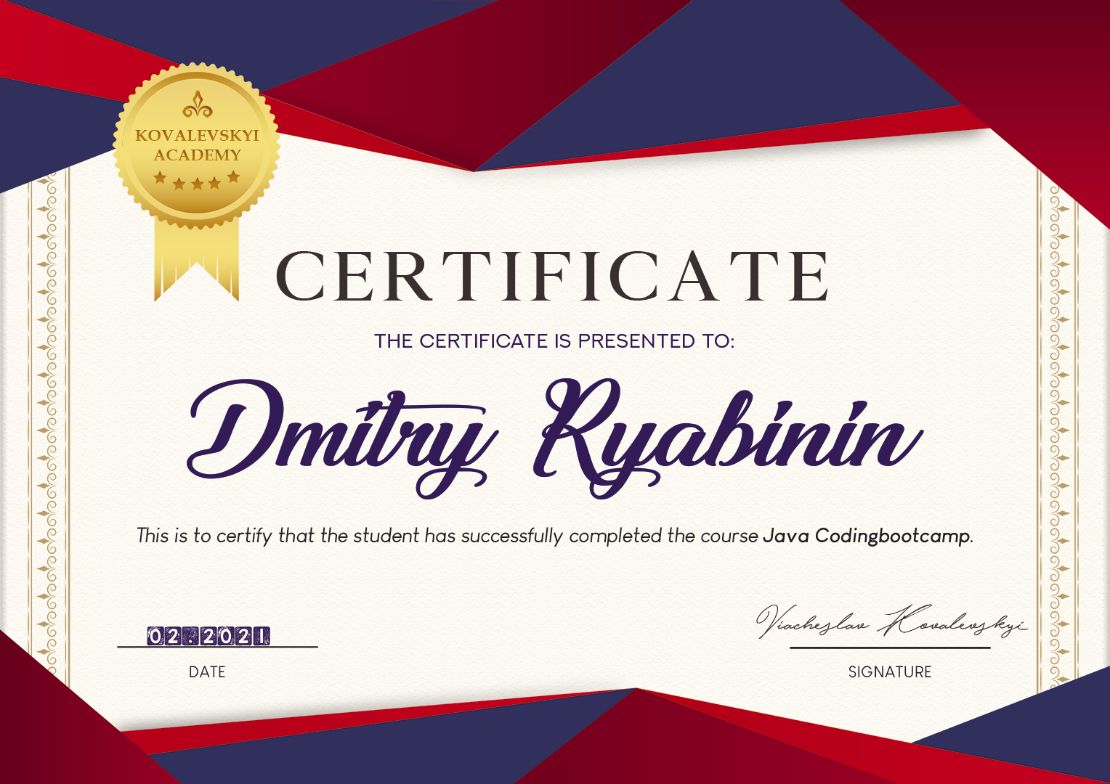 KOVALEVSKYI
ACADEMY
CERTIFICATE
THE CERTIFICATE IS PRESENTED TO:
Dmitry Ryabinin
This is to certify that the student has successfully completed the course Java Codingbootcamp.
02.2021
Viacheslav Kovalevskyi
DATE
SIGNATURE